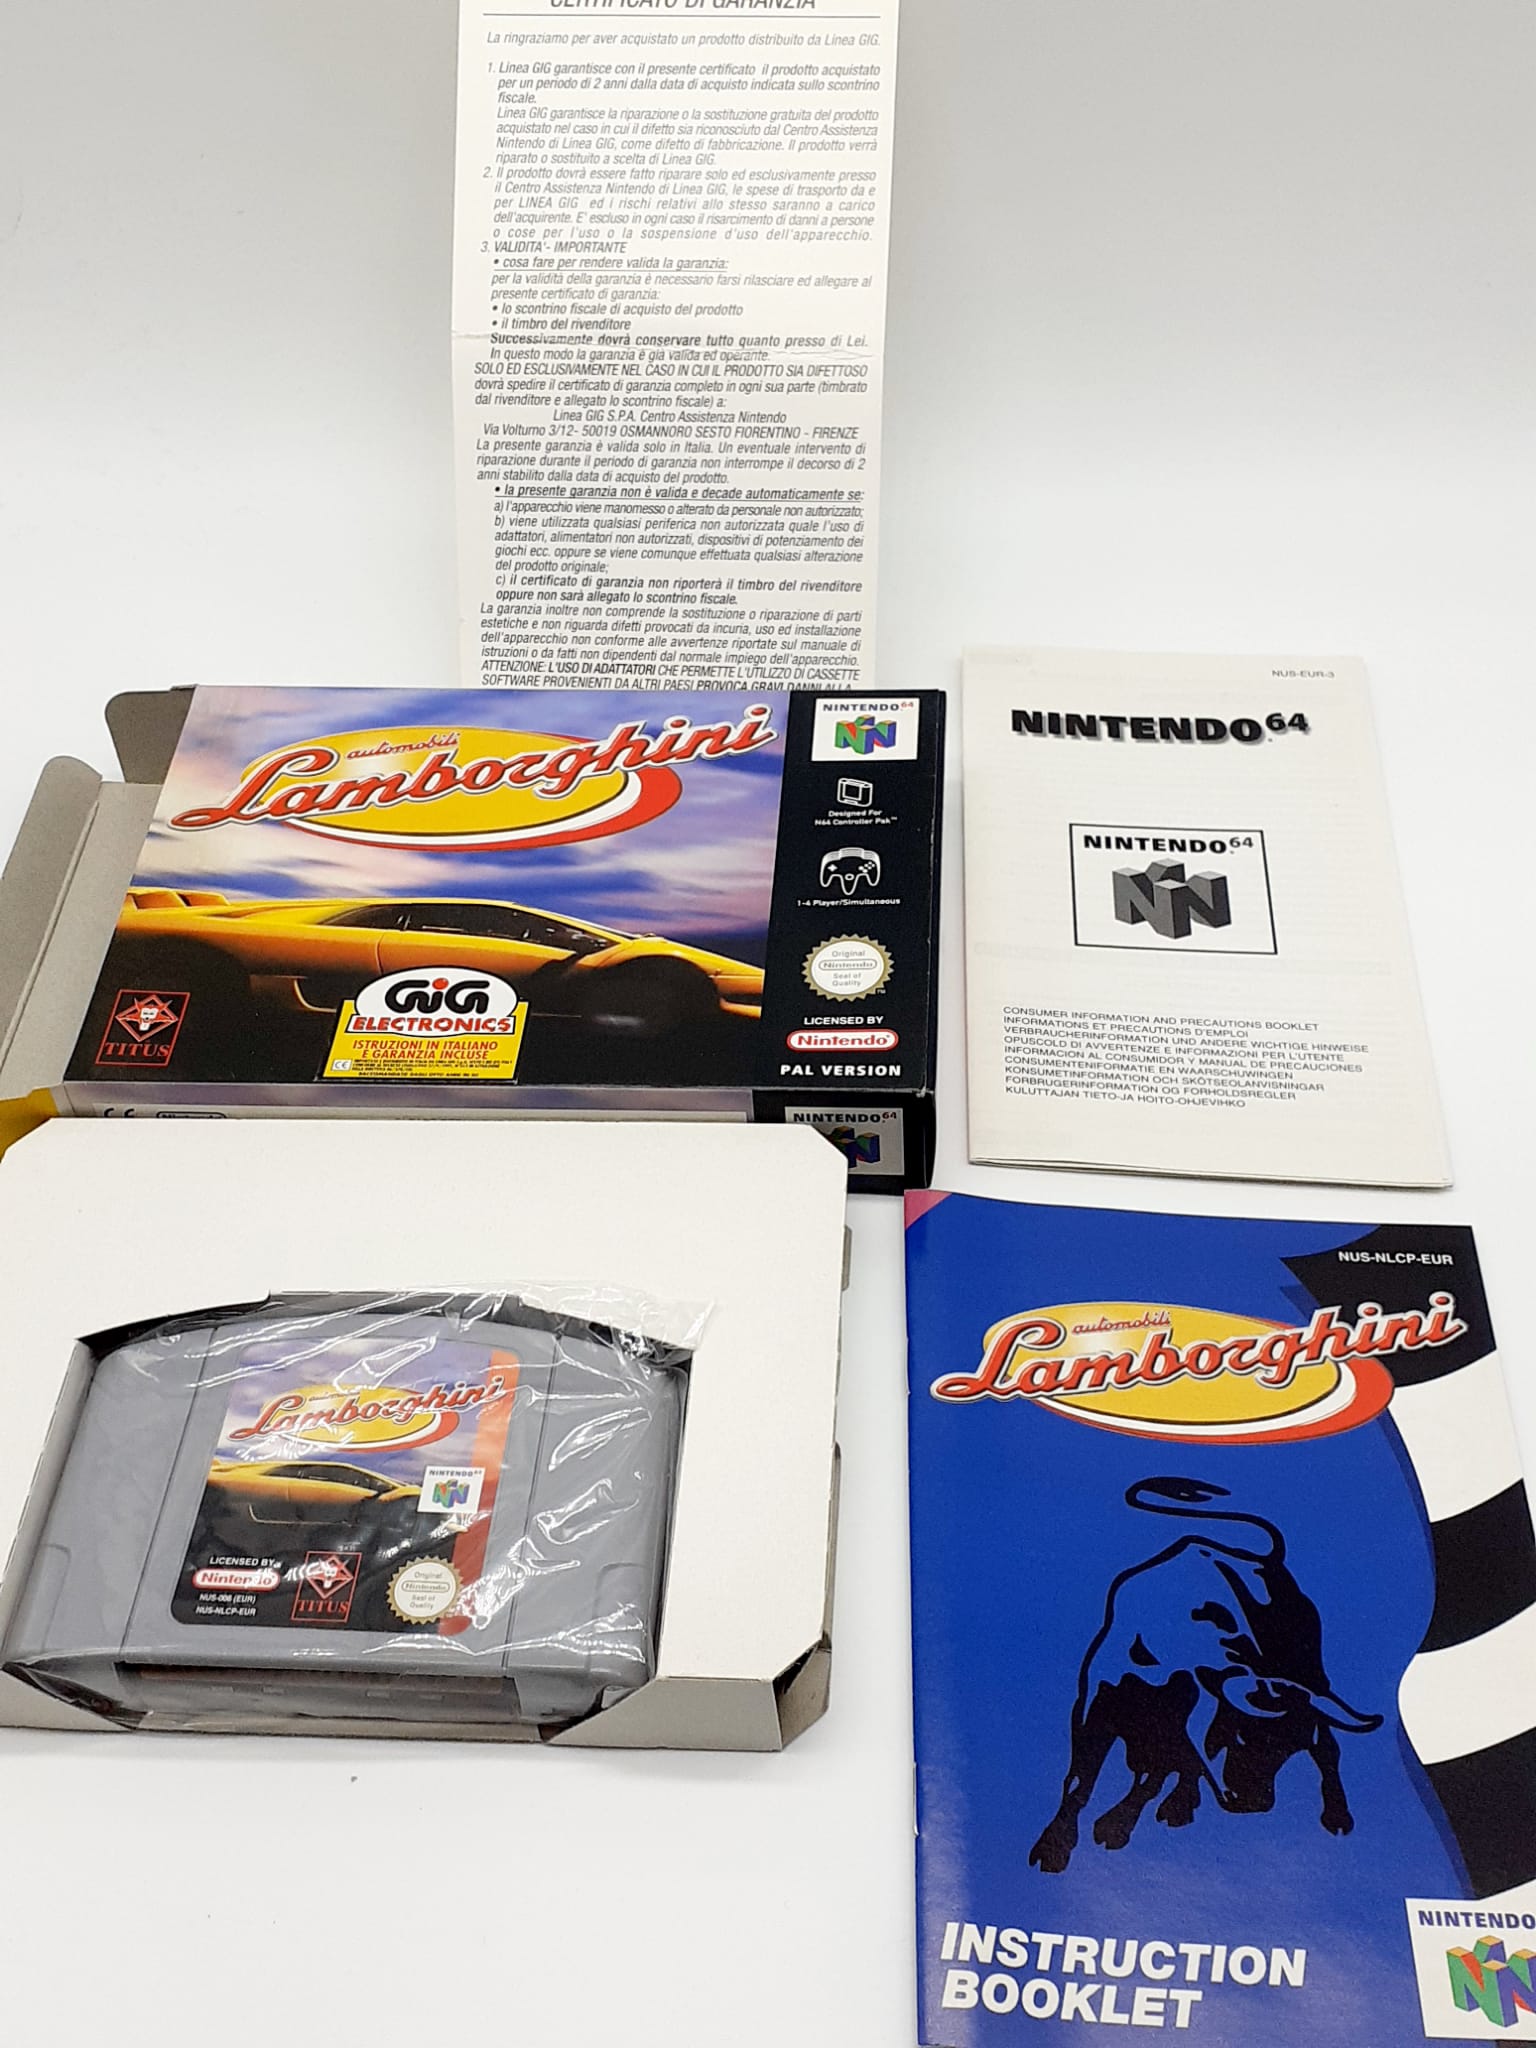 CERTIFICATO DI GARANZIA
La ringraziamo per aver acquistato un prodotto distribuito da Linea GIG.
1. Linea GIG garantisce con il presente certificato il prodotto acquistato
per un periodo di 2 anni dalla data di acquisto indicata sullo scontrino
fiscale.
Linea GIG garantisce la riparazione o la sostituzione gratuita del prodotto
acquistato nel caso in cui il difetto sia riconosciuto dal Centro Assistenza
Nintendo di Linea GIG, come difetto di fabbricazione. Il prodotto verrà
riparato o sostituito a scelta di Linea GIG.
2. Il prodotto dovrà essere fatto riparare solo ed esclusivamente presso
il Centro Assistenza Nintendo di Linea GIG, le spese di trasporto da e
per LINEA GIG ed i rischi relativi allo stesso saranno a carico
dell'acquirente. E' escluso in ogni caso il risarcimento di danni a persone
o cose per l'uso o la sospensione d'uso dell'apparecchio.
3. VALIDITA'- IMPORTANTE
• cosa fare per rendere valida la garanzia:
per la validità della garanzia è necessario farsi rilasciare ed allegare al
presente certificato di garanzia:
• lo scontrino fiscale di acquisto del prodotto
• il timbro del rivenditore
Successivamente dovrà conservare tutto quanto presso di Lei.
In questo modo la garanzia è già valida ed operante.
SOLO ED ESCLUSIVAMENTE NEL CASO IN CUI IL PRODOTTO SIA DIFETTOSO
dovrà spedire il certificato di garanzia completo in ogni sua parte (timbrato
dal rivenditore e allegato lo scontrino fiscale) a:
Linea GIG S.P.A. Centro Assistenza Nintendo
Via Volturno 3/12- 50019 OSMANNORO SESTO FIORENTINO - FIRENZE
La presente garanzia è valida solo in Italia. Un eventuale intervento di
riparazione durante il periodo di garanzia non interrompe il decorso di 2
anni stabilito dalla data di acquisto del prodotto.
• la presente garanzia non è valida e decade automaticamente se:
a) l'apparecchio viene manomesso o alterato da personale non autorizzato;
b) viene utilizzata qualsiasi periferica non autorizzata quale l'uso di
adattatori, alimentatori non autorizzati, dispositivi di potenziamento dei
giochi ecc. oppure se viene comunque effettuata qualsiasi alterazione
del prodotto originale;
c) il certificato di garanzia non riporterà il timbro del rivenditore
oppure non sarà allegato lo scontrino fiscale.
La garanzia inoltre non comprende la sostituzione o riparazione di parti
estetiche e non riguarda difetti provocati da incuria, uso ed installazione
dell'apparecchio non conforme alle avvertenze riportate sul manuale di
istruzioni o da fatti non dipendenti dal normale impiego dell'apparecchio.
ATTENZIONE: L'USO DI ADATTATORI CHE PERMETTE L'UTILIZZO DI CASSETTE
SOFTWARE PROVENIENTI DA ALTRI PAESI PROVOCA GRAVI DANNI ALLA
automobili
Lamborghini
NINTENDO64
Designed For
N64 Controller Pak™
1-4 Player/Simultaneous
Original
Nintendo
Seal of
Quality
LICENSED BY
Nintendo
PAL VERSION
TITUS
GiG
ELECTRONICS
ISTRUZIONI IN ITALIANO
E GARANZIA INCLUSE
CE
CE
Nintendo
NINTENDO64
NUS-EUR-3
NINTENDO64
NINTENDO64
CONSUMER INFORMATION AND PRECAUTIONS BOOKLET
INFORMATIONS ET PRECAUTIONS D'EMPLOI
VERBRAUCHERINFORMATION UND ANDERE WICHTIGE HINWEISE
OPUSCOLO DI AVVERTENZE E INFORMAZIONI PER L'UTENTE
INFORMACION AL CONSUMIDOR Y MANUAL DE PRECAUCIONES
CONSUMENTENINFORMATIE EN WAARSCHUWINGEN
KONSUMETINFORMATION OCH SKÖTSEOLANVISNINGAR
FORBRUGERINFORMATION OG FORHOLDSREGLER
KULUTTAJAN TIETO-JA HOITO-OHJEVIHKO
Lamborghini
NINTENDO64
LICENSED BY
Nintendo
NUS-006 (EUR)
NUS-NLCP-EUR
TITUS
Original
Nintendo
Seal of
Quality
NUS-NLCP-EUR
automobili
Lamborghini
INSTRUCTION
BOOKLET
NINTENDO